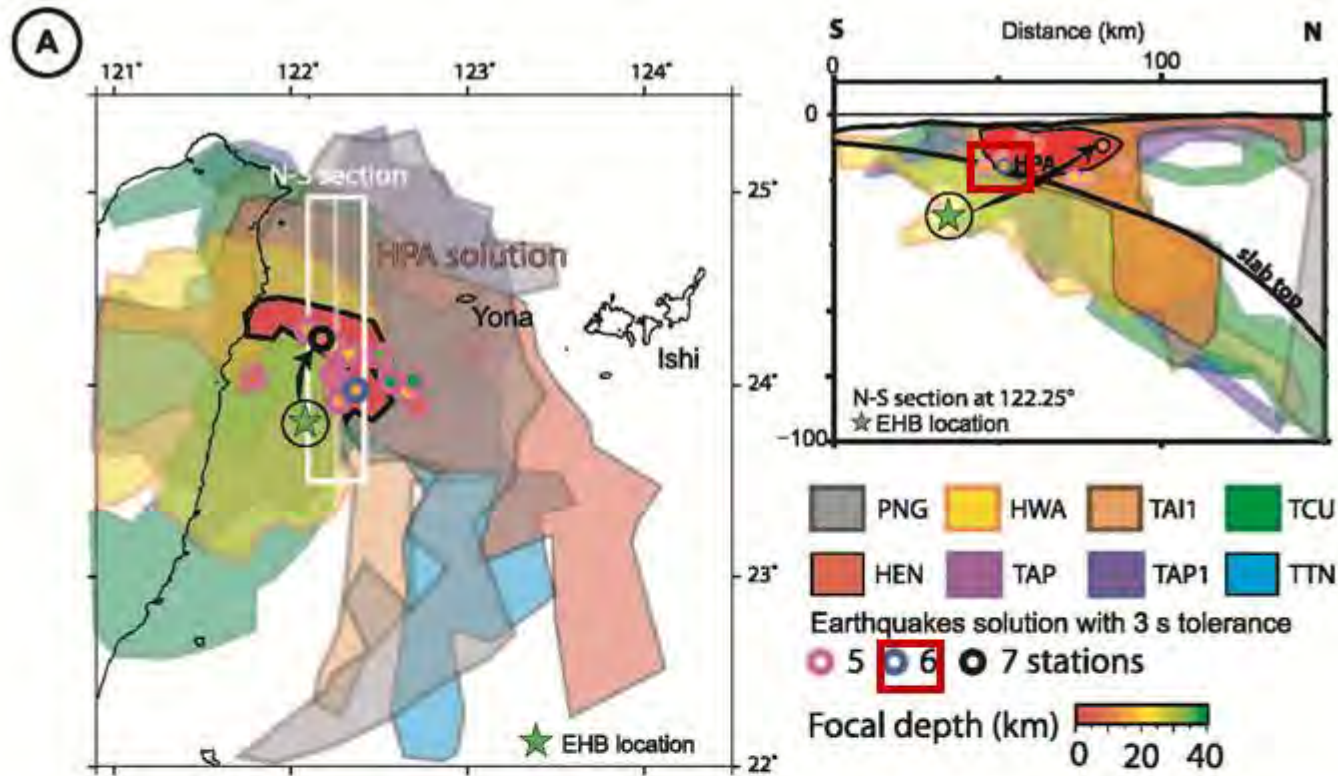 A
121° 122° 123° 124°
N-S section
HPA solution
Yona
Ishi
25°
24°
23°
22°
EHB location
S Distance (km) N
0 100
0
HPA
slab top
N-S section at 122.25°
EHB location
−100
PNG HWA TAI1 TCU
HEN TAP TAP1 TTN
Earthquakes solution with 3 s tolerance
5 6 7 stations
Focal depth (km)
0 20 40